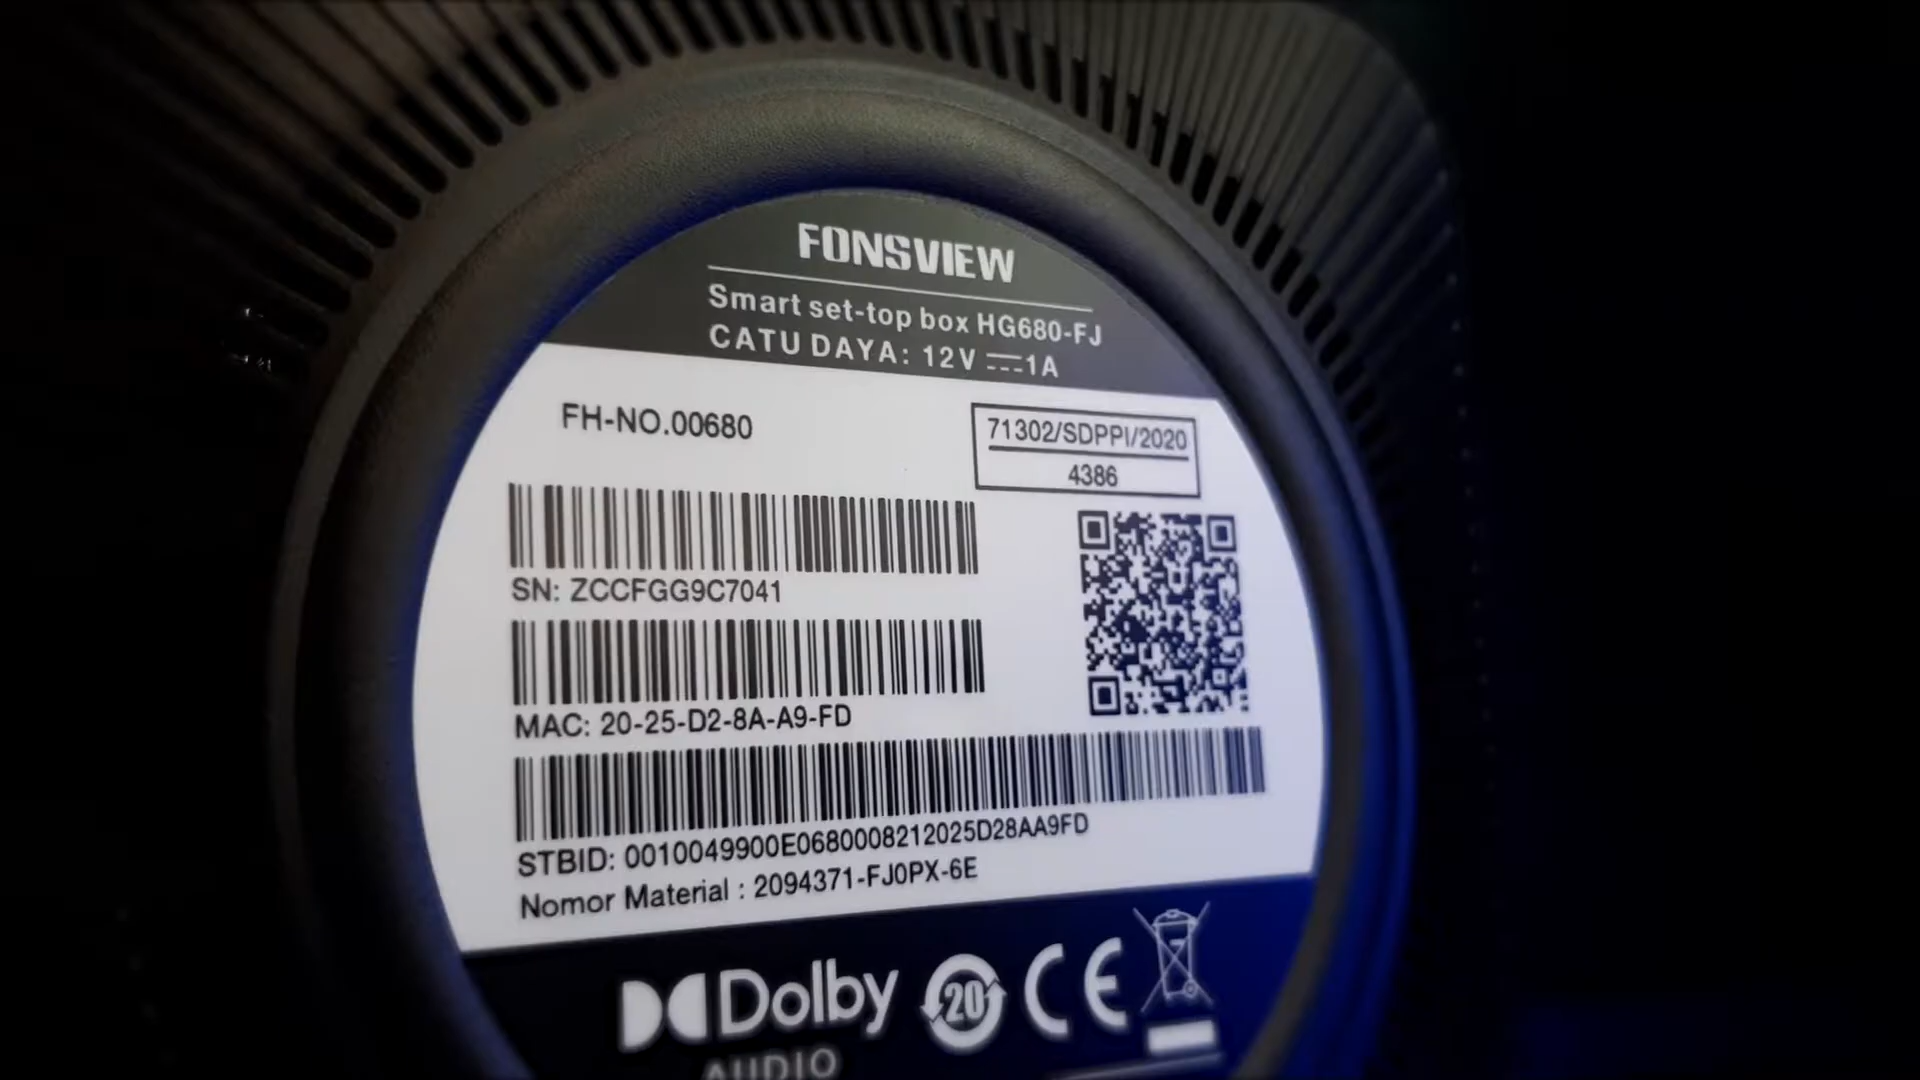 FONSVIEW
Smart set-top box HG680-FJ
CATU DAYA: 12V ⎓1A
FH-NO.00680
71302/SDPPI/2020
4386
SN: ZCCFGG9C7041
MAC: 20-25-D2-8A-A9-FD
STBID: 0010049900E0680008212025D28AA9FD
Nomor Material : 2094371-FJ0PX-6E
Dolby
AUDIO
20
CE